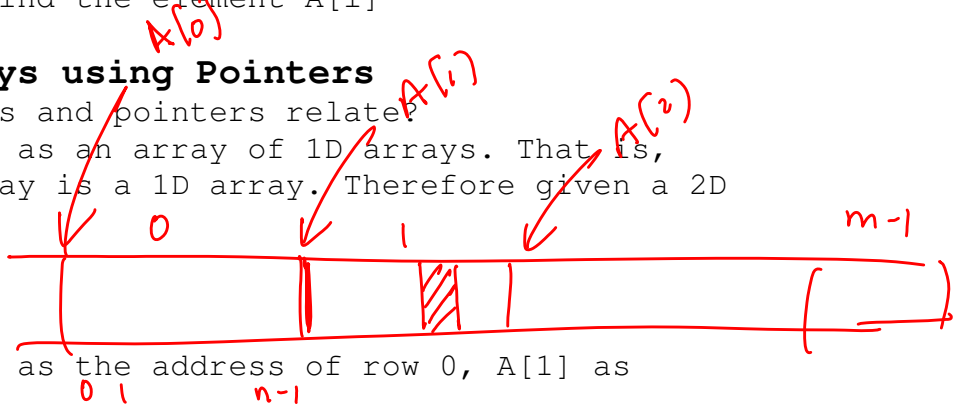 ind the element A[1]
A[0]
ys using Pointers
A[1]
s and pointers relate?
A[2]
as an array of 1D arrays. That is,
ay is a 1D array. Therefore given a 2D
0 1 m-1
as the address of row 0, A[1] as
0 1 n-1